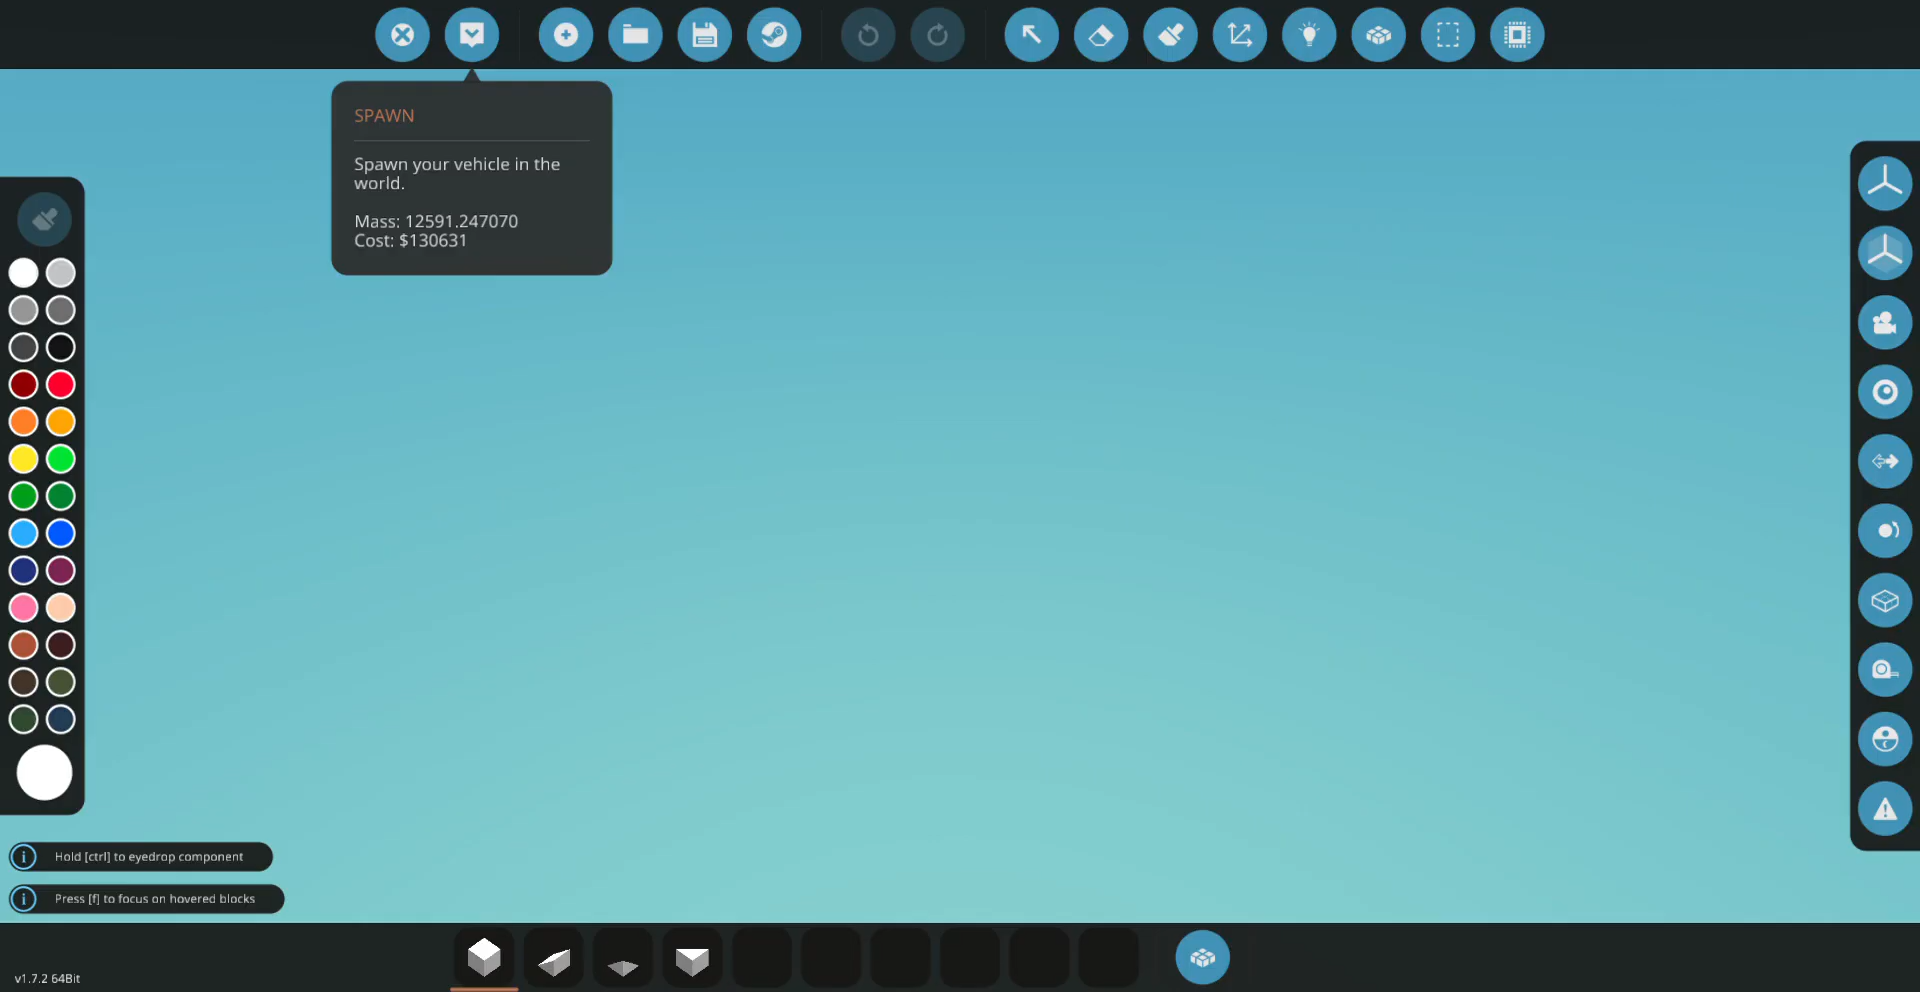 SPAWN
Spawn your vehicle in the
world.
Mass: 12591.247070
Cost: $130631
Hold [ctrl] to eyedrop component
Press [f] to focus on hovered blocks
v1.7.2 64Bit